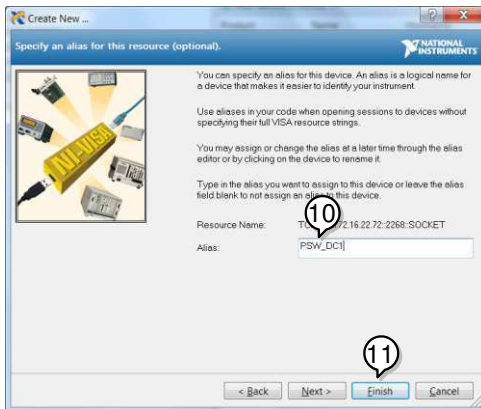 Create New ...
Specify an alias for this resource (optional).
NATIONAL
INSTRUMENTS
You can specify an alias for this device. An alias is a logical name for
a device that makes it easier to identify your instrument.
Use aliases in your code when opening sessions to devices without
specifying their full VISA resource strings.
You may assign or change the alias at a later time through the alias
editor or by clicking on the device to rename it.
Type in the alias you want to assign to this device or leave the alias
field blank to not assign an alias to this device.
NI-VISA
10
Resource Name: 72.16.22.72::2268::SOCKET
Alias: PSW_DC1
11
< Back Next > Finish Cancel